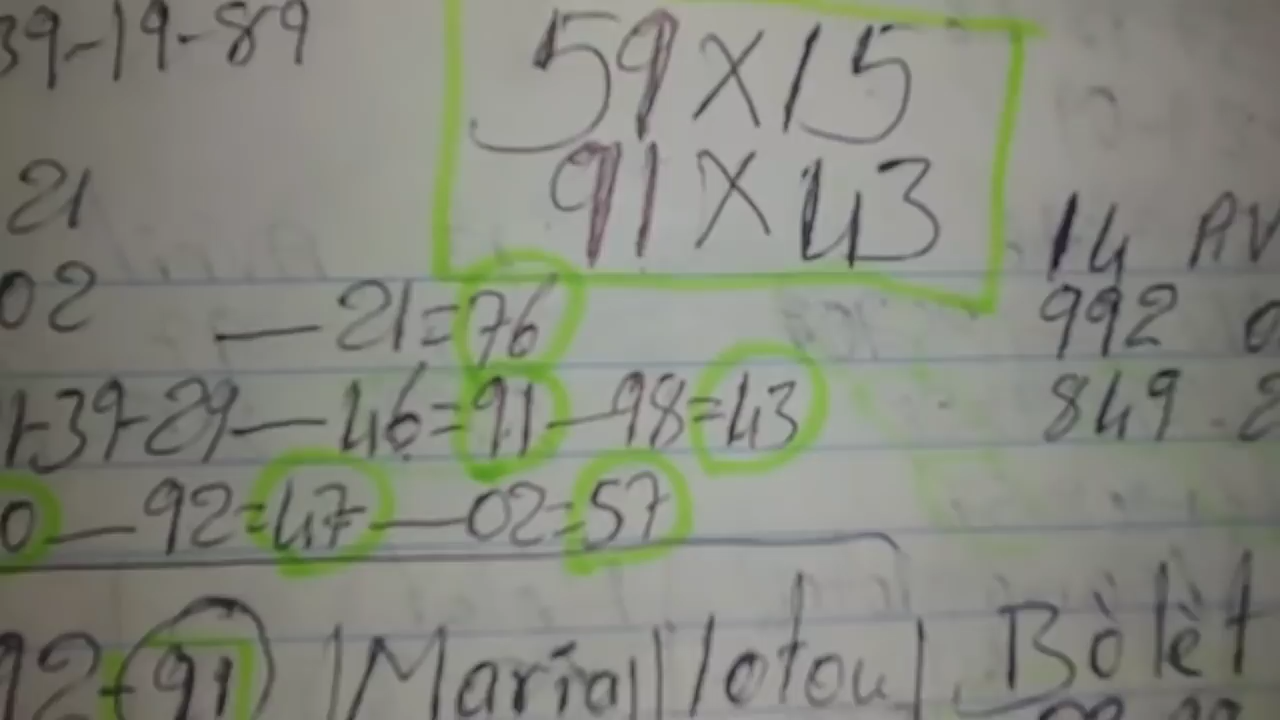 39-19-89
59X15
91X43
21
14 AV
02 — 21=76
992
+39+29—46=91—98=43
849
0—92=47—02=57
92-91 | Maria | lotou | Bòlèt